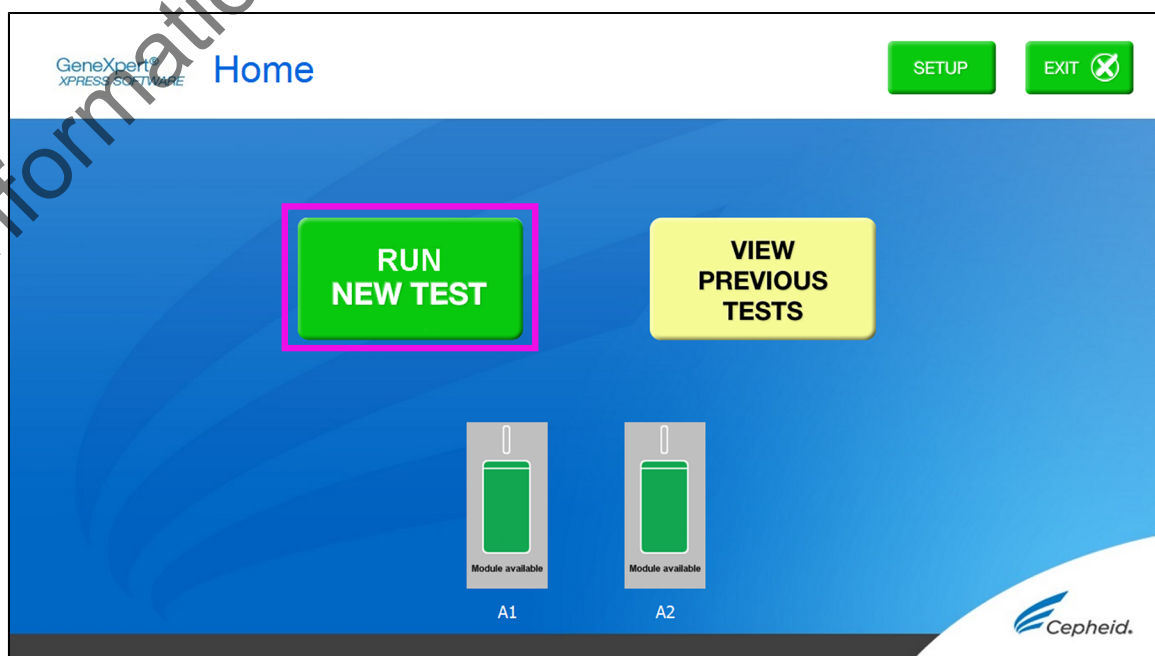 GeneXpert®
XPRESS SOFTWARE
Home
SETUP
EXIT
RUN
NEW TEST
VIEW
PREVIOUS
TESTS
Module available
Module available
A1
A2
Cepheid.